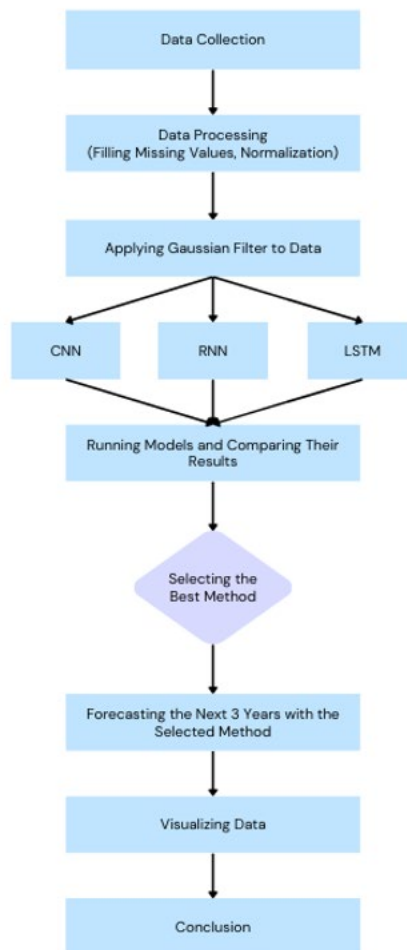 Data Collection
Data Processing
(Filling Missing Values, Normalization)
Applying Gaussian Filter to Data
CNN
RNN
LSTM
Running Models and Comparing Their
Results
Selecting the
Best Method
Forecasting the Next 3 Years with the
Selected Method
Visualizing Data
Conclusion